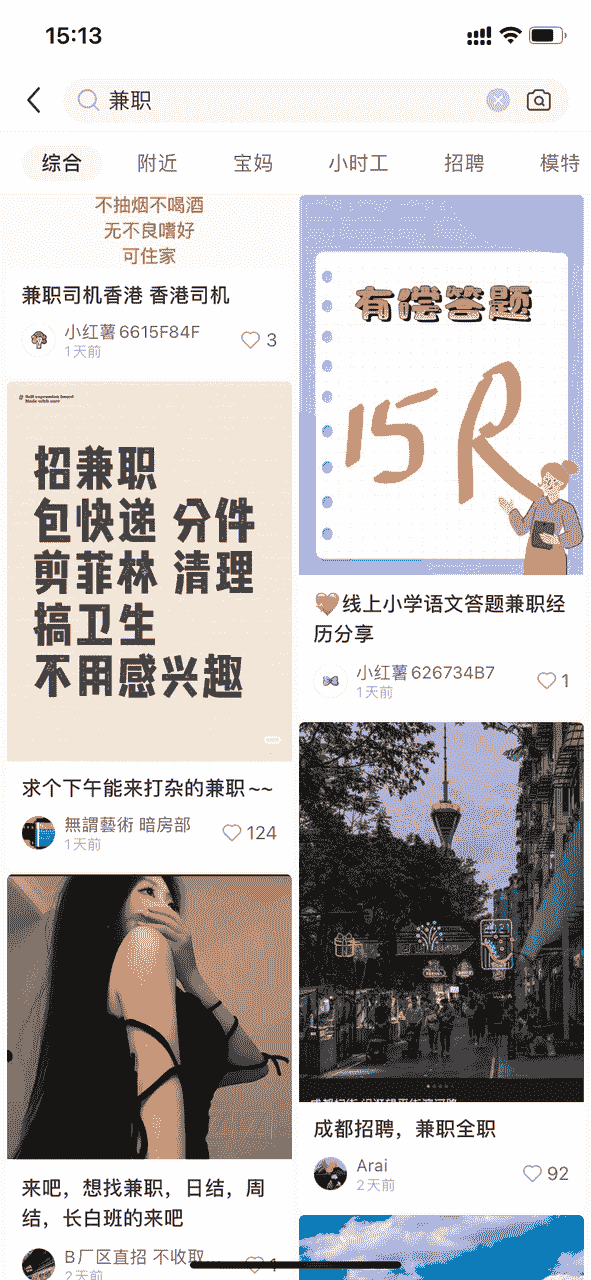 15:13
兼职
综合 附近 宝妈 小时工 招聘 模特
不抽烟不喝酒
无不良嗜好
可住家
兼职司机香港 香港司机
小红薯6615F84F
1天前
3
有偿答题
15R
线上小学语文答题兼职经
历分享
小红薯626734B7
1天前
1
招兼职
包快递 分件
剪菲林 清理
搞卫生
不用感兴趣
求个下午能来打杂的兼职~~
無謂藝術 暗房部
1天前
124
2021
成都招聘，兼职全职
Arai
2天前
92
来吧，想找兼职，日结，周
结，长白班的来吧
B厂区直招 不收取
2天前